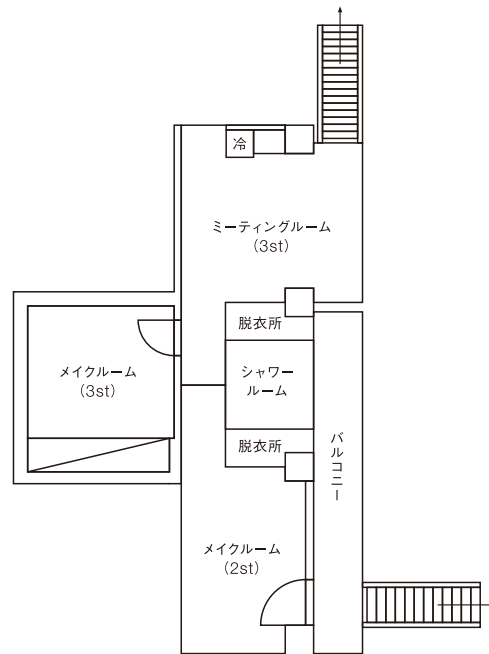 冷
ミーティングルーム
(3st)
脱衣所
メイクルーム
(3st)
シャワー
ルーム
脱衣所
バルコニー
メイクルーム
(2st)